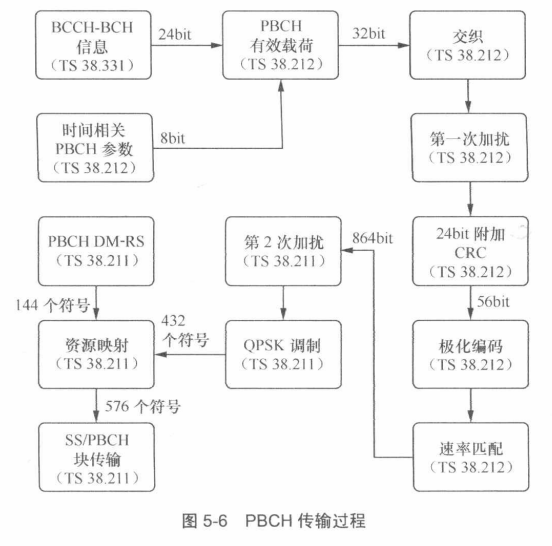 BCCH-BCH
信息
（TS 38.331）
24bit
PBCH
有效载荷
（TS 38.212）
32bit
交织
（TS 38.212）
时间相关
PBCH 参数
（TS 38.212）
8bit
第一次加扰
（TS 38.212）
24bit 附加
CRC
（TS 38.212）
56bit
极化编码
（TS 38.212）
速率匹配
（TS 38.212）
864bit
第 2 次加扰
（TS 38.211）
QPSK 调制
（TS 38.211）
432
个符号
PBCH DM-RS
（TS 38.211）
144 个符号
资源映射
（TS 38.211）
576 个符号
SS/PBCH
块传输
（TS 38.211）
图 5-6 PBCH 传输过程